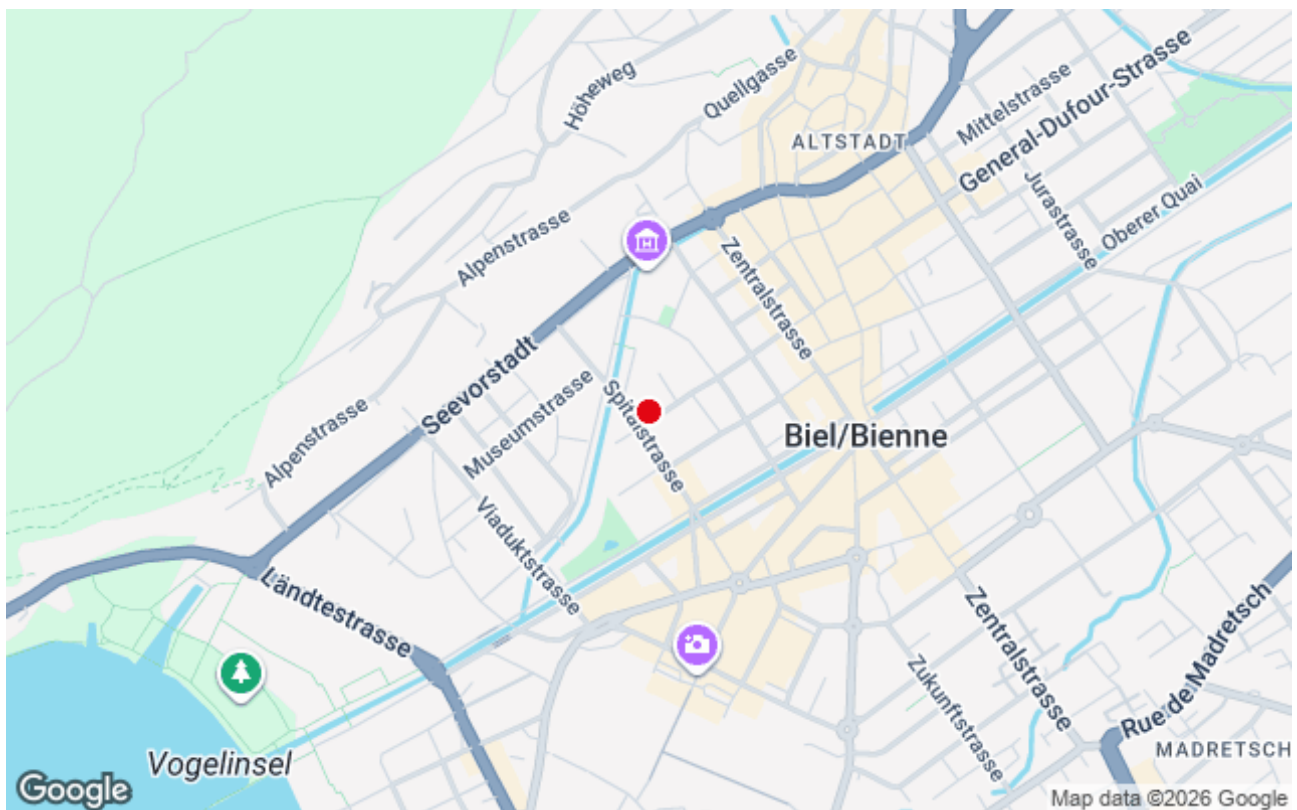 Höheweg
Quellgasse
ALTSTADT
Mittelstrasse
General-Dufour-Strasse
Jurastrasse
Oberer Quai
Alpenstrasse
Zentralstrasse
Seevorstadt
Museumstrasse
Spitalstrasse
Alpenstrasse
Biel/Bienne
Viaduktstrasse
Ländtestrasse
Zentralstrasse
Rue de Madretsch
Zukunftstrasse
MADRETSCH
Vogelinsel
Google
Map data ©2026 Google